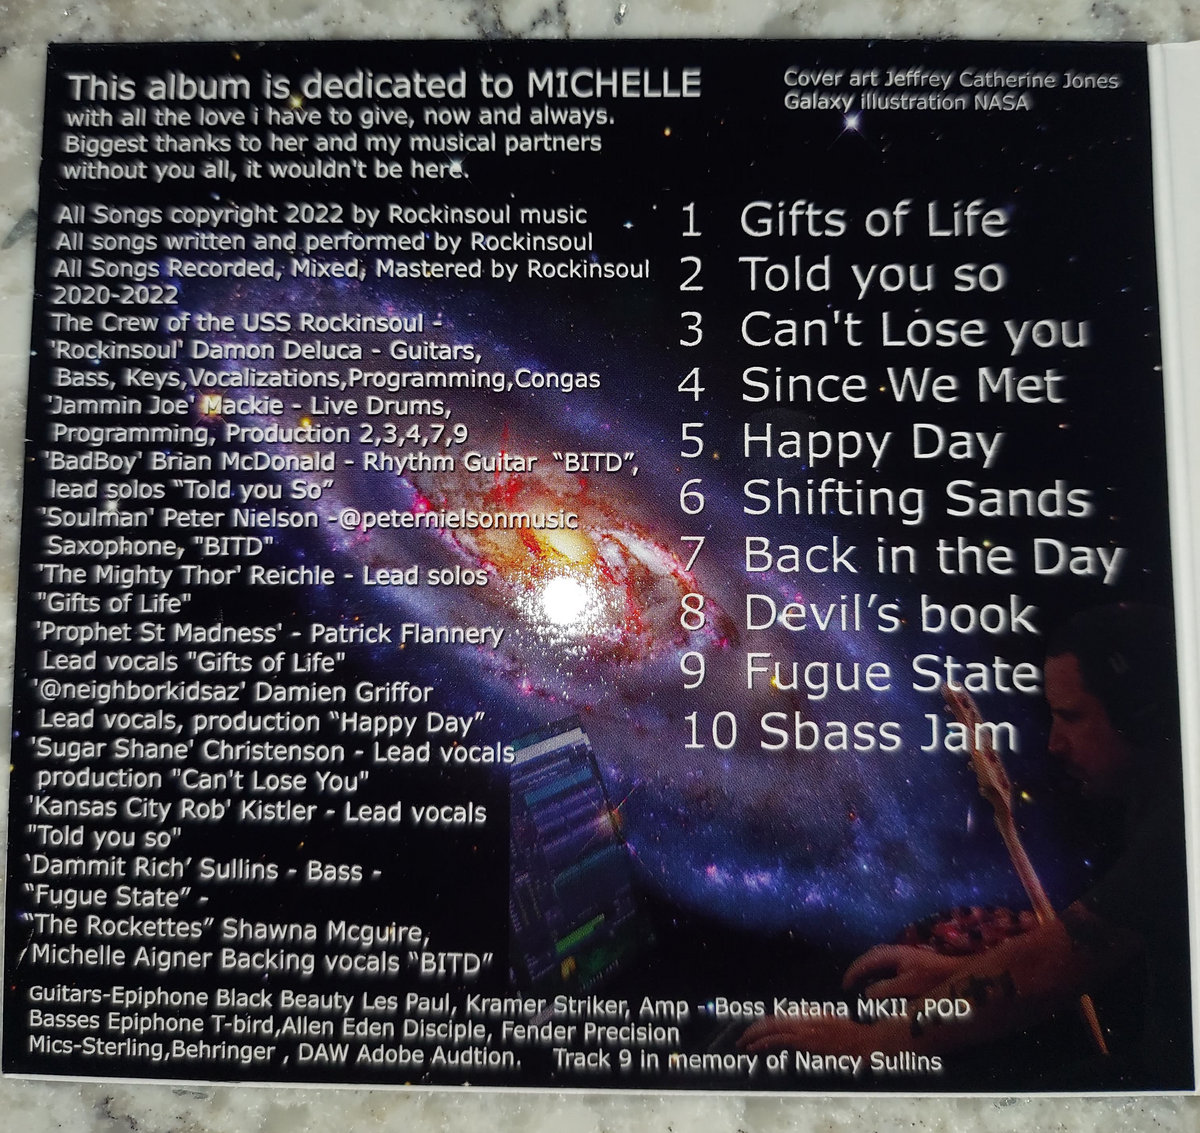 This album is dedicated to MICHELLE
with all the love i have to give, now and always.
Biggest thanks to her and my musical partners
without you all, it wouldn't be here.
Cover art Jeffrey Catherine Jones
Galaxy illustration NASA
All Songs copyright 2022 by Rockinsoul music
All songs written and performed by Rockinsoul
All Songs Recorded, Mixed, Mastered by Rockinsoul
2020-2022
The Crew of the USS Rockinsoul -
'Rockinsoul' Damon Deluca - Guitars,
Bass, Keys,Vocalizations,Programming,Congas
'Jammin Joe' Mackie - Live Drums,
Programming, Production 2,3,4,7,9
'BadBoy' Brian McDonald - Rhythm Guitar “BITD”,
lead solos “Told you So”
'Soulman' Peter Nielson -@peternielsonmusic
Saxophone, "BITD"
'The Mighty Thor' Reichle - Lead solos
"Gifts of Life"
'Prophet St Madness' - Patrick Flannery
Lead vocals "Gifts of Life"
'@neighborkidsaz' Damien Griffor
Lead vocals, production “Happy Day”
'Sugar Shane' Christenson - Lead vocals
production "Can't Lose You"
'Kansas City Rob' Kistler - Lead vocals
"Told you so"
‘Dammit Rich’ Sullins - Bass -
“Fugue State” -
“The Rockettes” Shawna Mcguire,
Michelle Aigner Backing vocals “BITD”
1 Gifts of Life
2 Told you so
3 Can't Lose you
4 Since We Met
5 Happy Day
6 Shifting Sands
7 Back in the Day
8 Devil’s book
9 Fugue State
10 Sbass Jam
Guitars-Epiphone Black Beauty Les Paul, Kramer Striker, Amp - Boss Katana MKII ,POD
Basses Epiphone T-bird,Allen Eden Disciple, Fender Precision
Mics-Sterling,Behringer , DAW Adobe Audtion. Track 9 in memory of Nancy Sullins